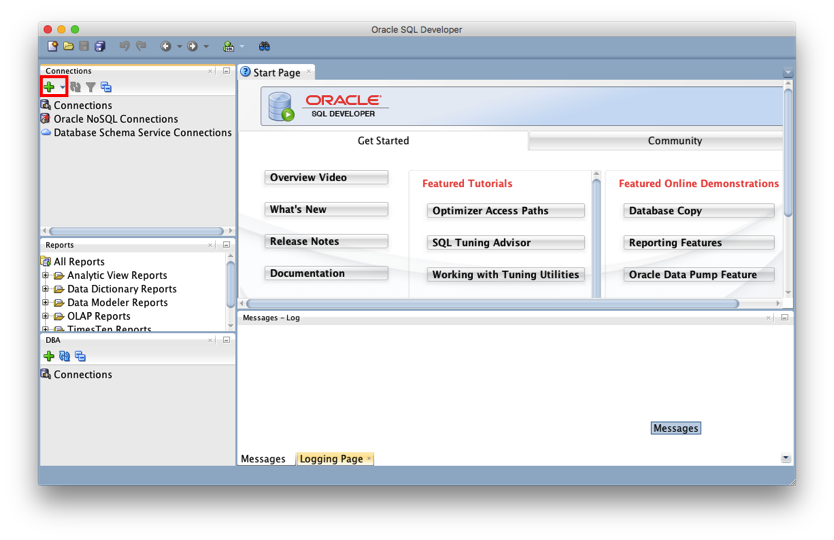 Oracle SQL Developer
Connections
Connections
Oracle NoSQL Connections
Database Schema Service Connections
Reports
All Reports
Analytic View Reports
Data Dictionary Reports
Data Modeler Reports
OLAP Reports
TimesTen Reports
DBA
Connections
Start Page
ORACLE
SQL DEVELOPER
Get Started
Community
Overview Video
What's New
Release Notes
Documentation
Featured Tutorials
Optimizer Access Paths
SQL Tuning Advisor
Working with Tuning Utilities
Featured Online Demonstrations
Database Copy
Reporting Features
Oracle Data Pump Feature
Messages - Log
Messages
Messages
Logging Page